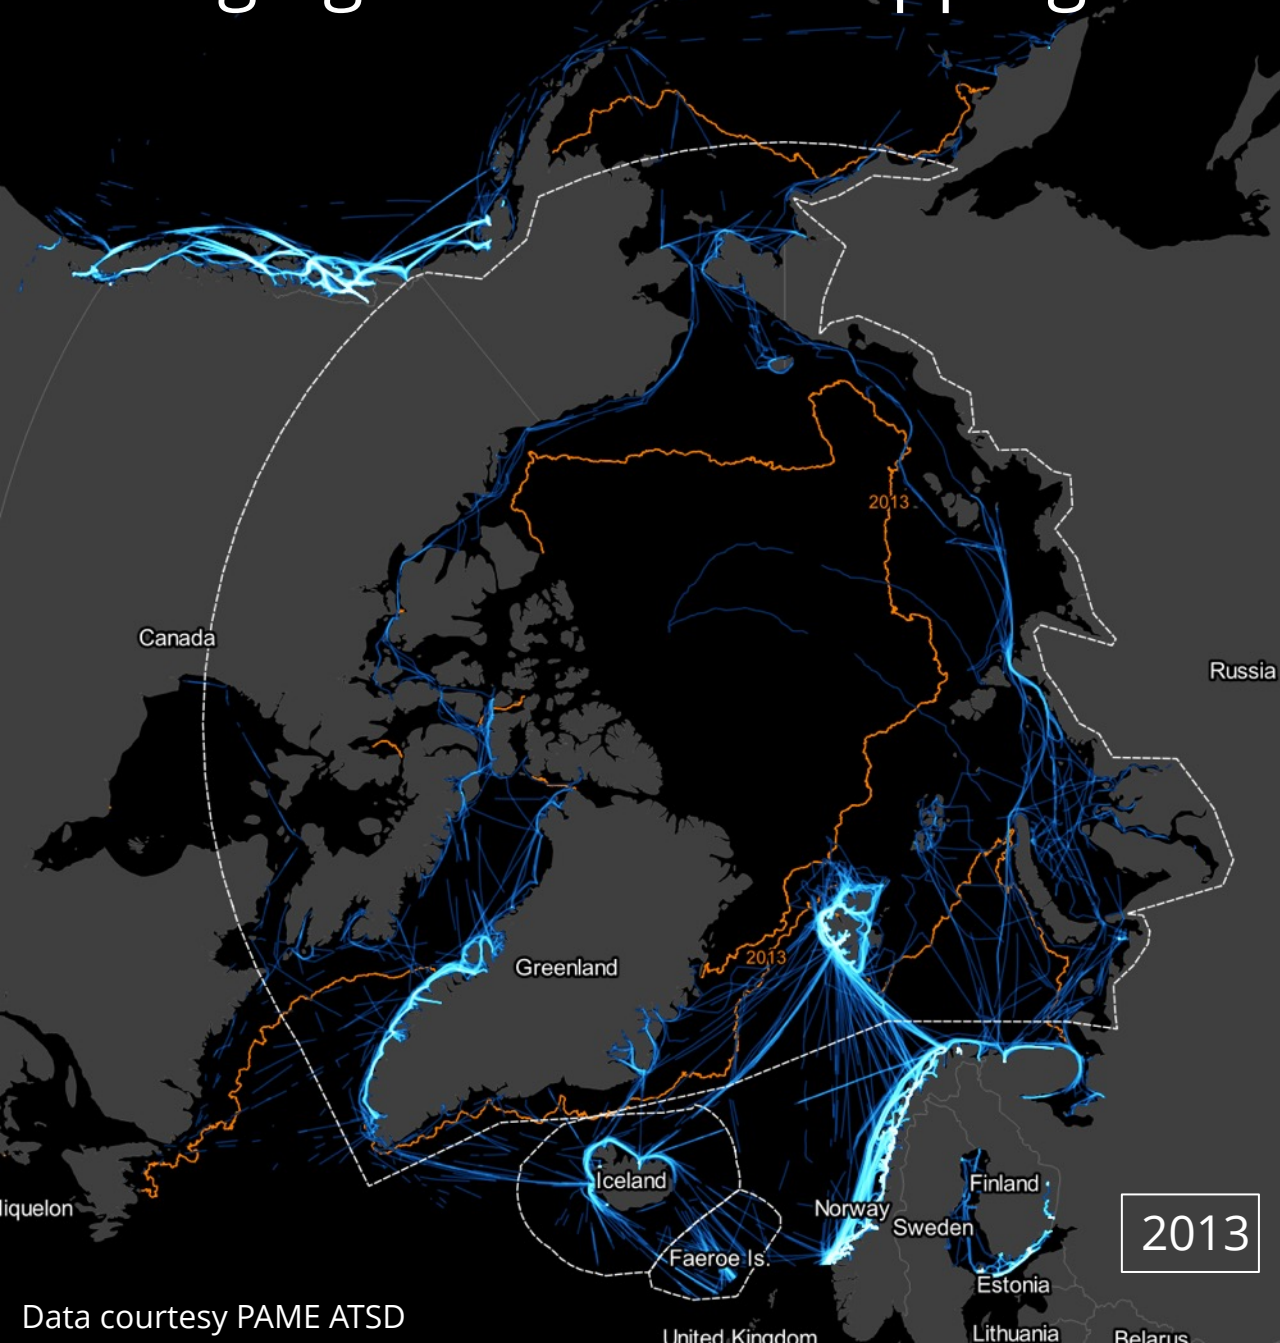 2013
Canada
Russia
2013
Greenland
Iceland
Finland
Norway
Sweden
Faeroe Is.
2013
Estonia
Data courtesy PAME ATSD
Lithuania
United Kingdom
Belarus